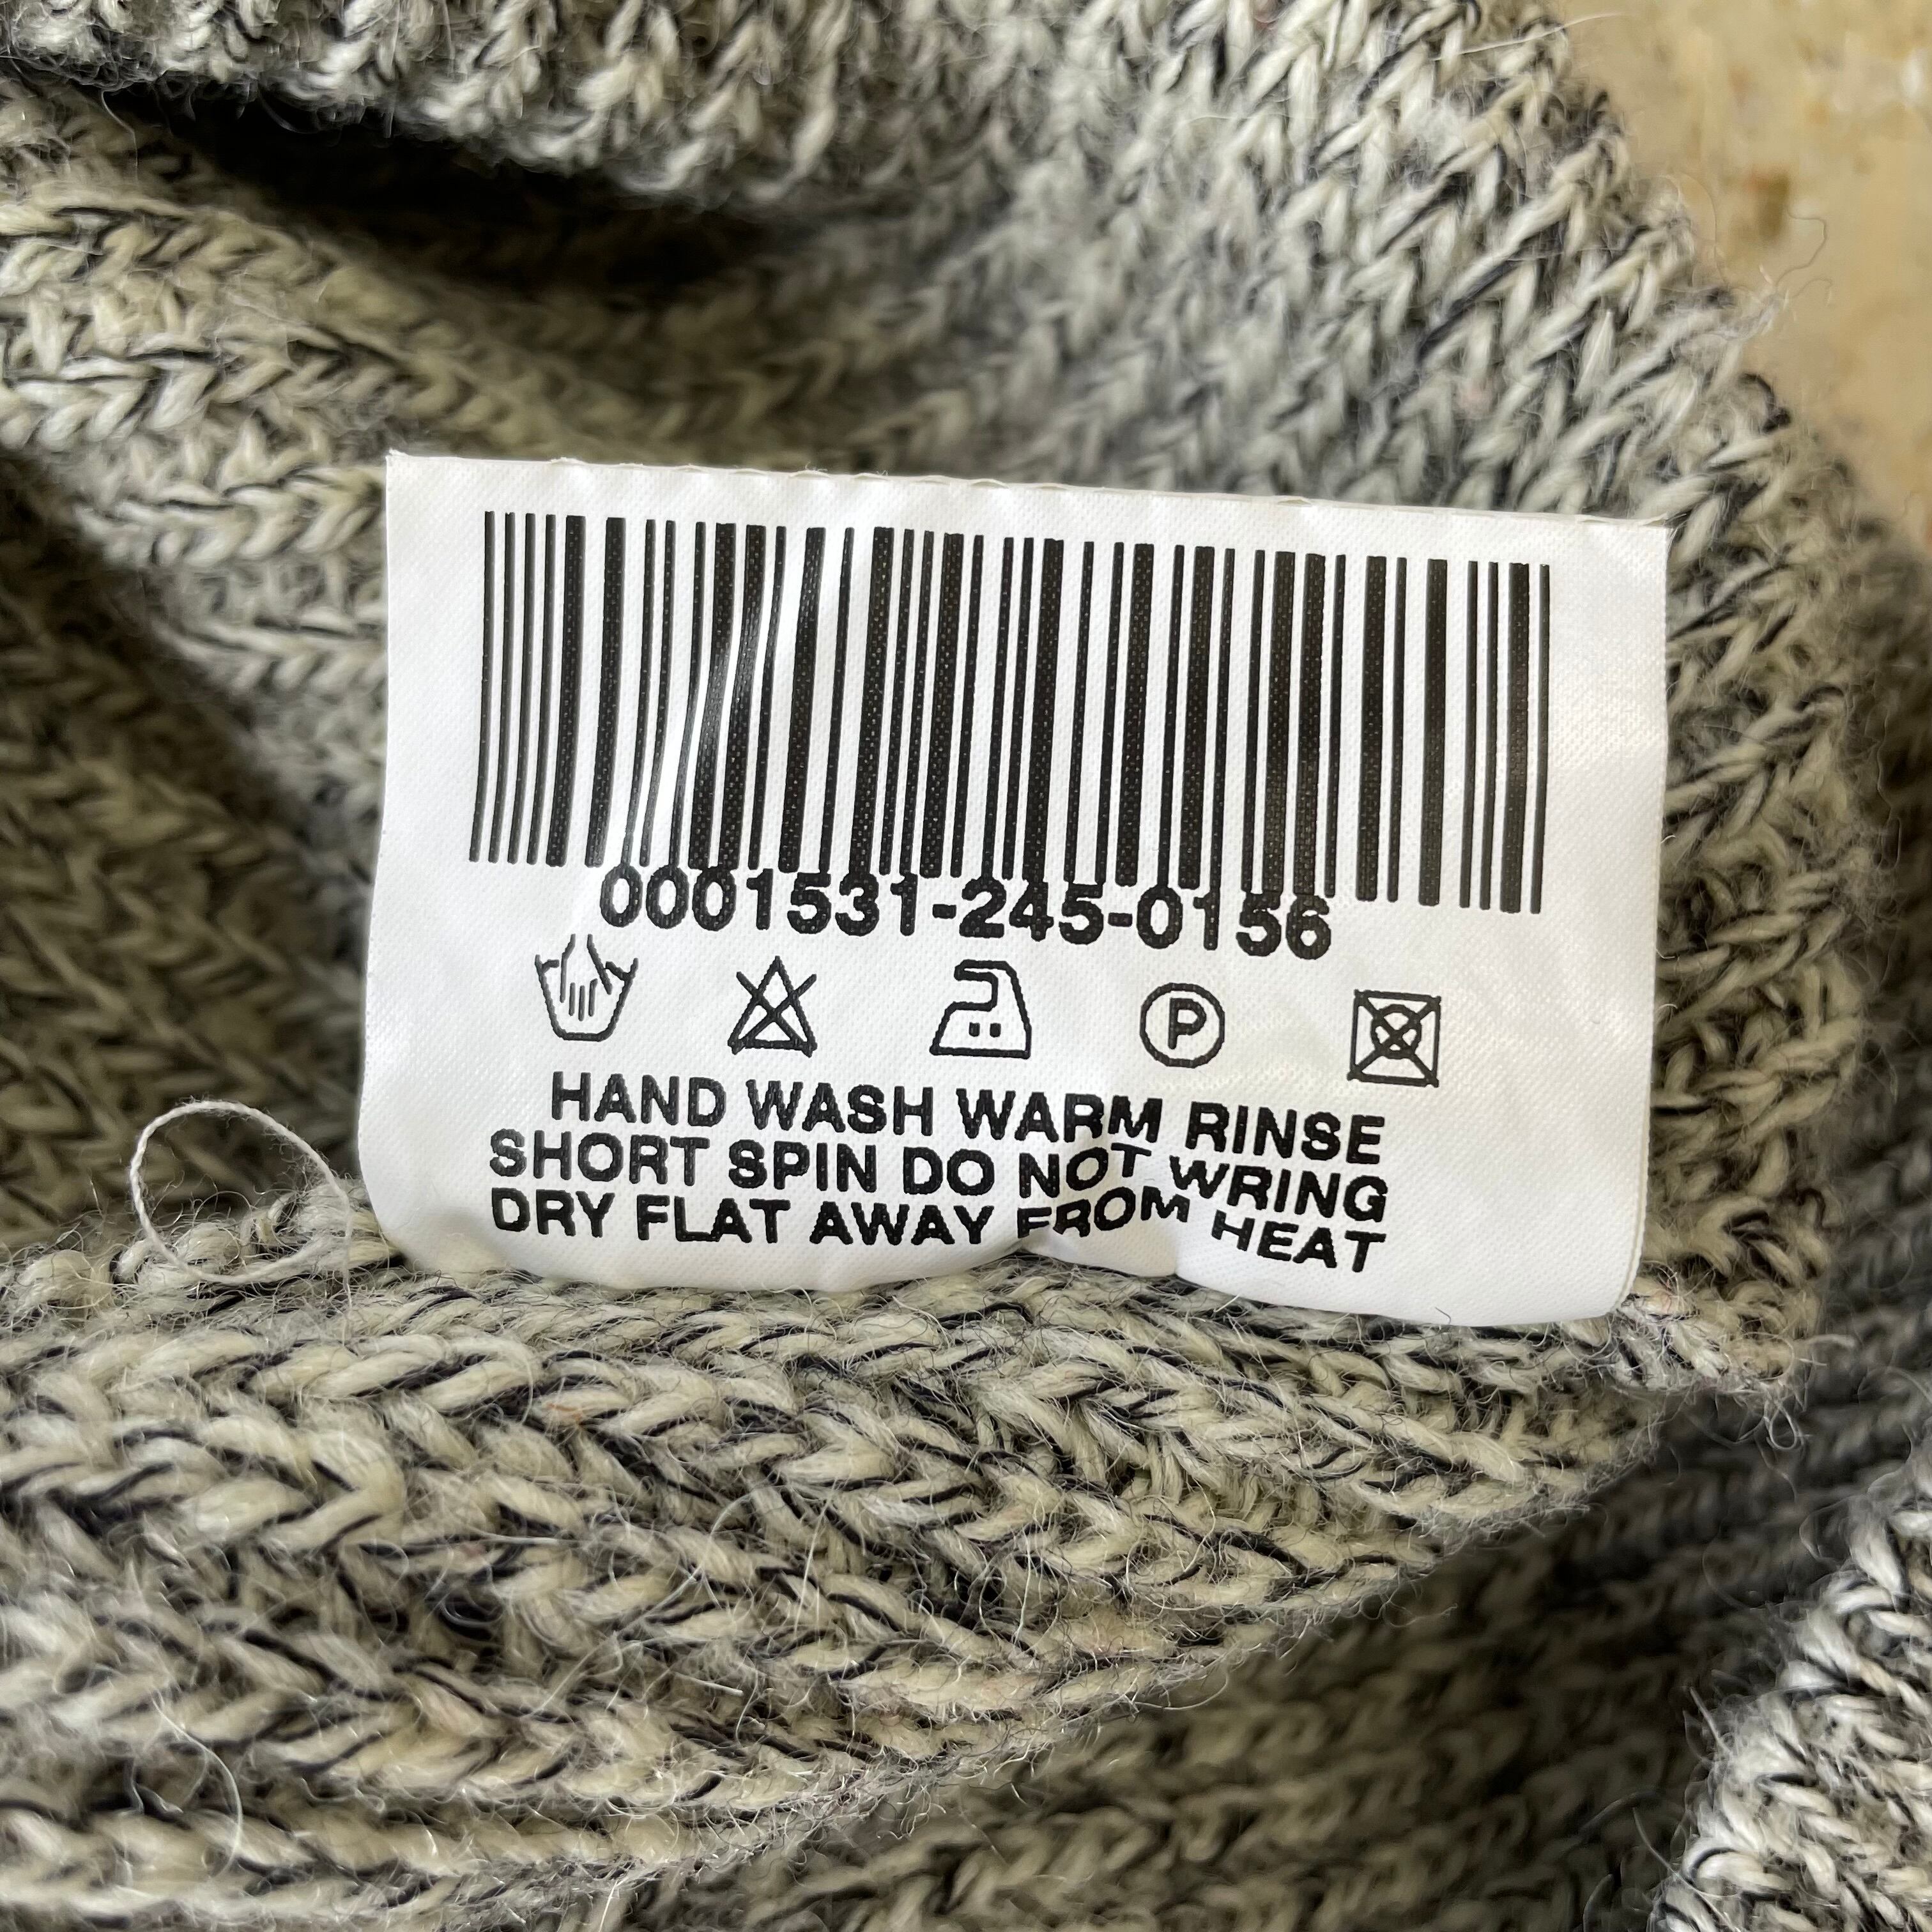 0001531-245-0156
P
HAND WASH WARM RINSE
SHORT SPIN DO NOT WRING
DRY FLAT AWAY FROM HEAT